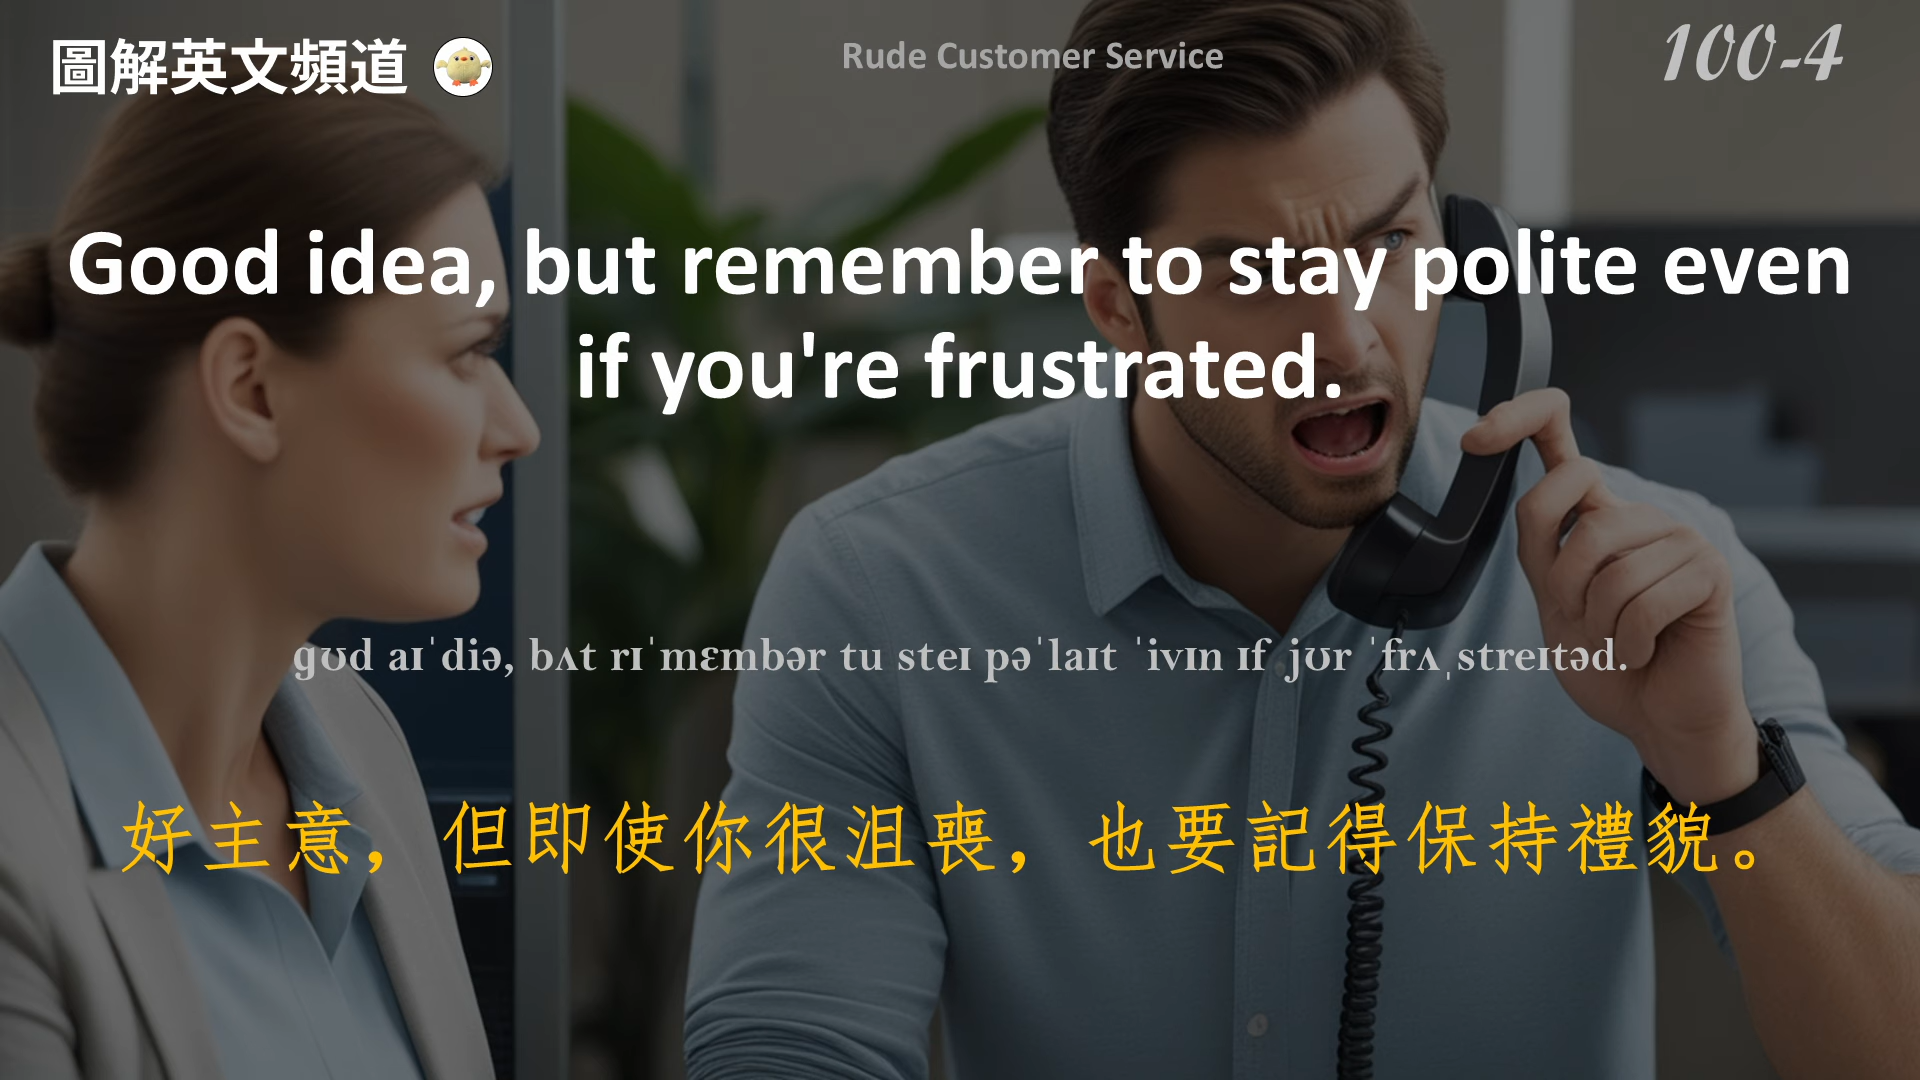 圖解英文頻道
Rude Customer Service
100-4
Good idea, but remember to stay polite even
if you're frustrated.
gʊd aɪˈdiə, bʌt rɪˈmɛmbər tu steɪ pəˈlaɪt ˈivɪn ɪf jʊr ˈfrʌˌstreɪtəd.
好主意，但即使你很沮喪，也要記得保持禮貌。